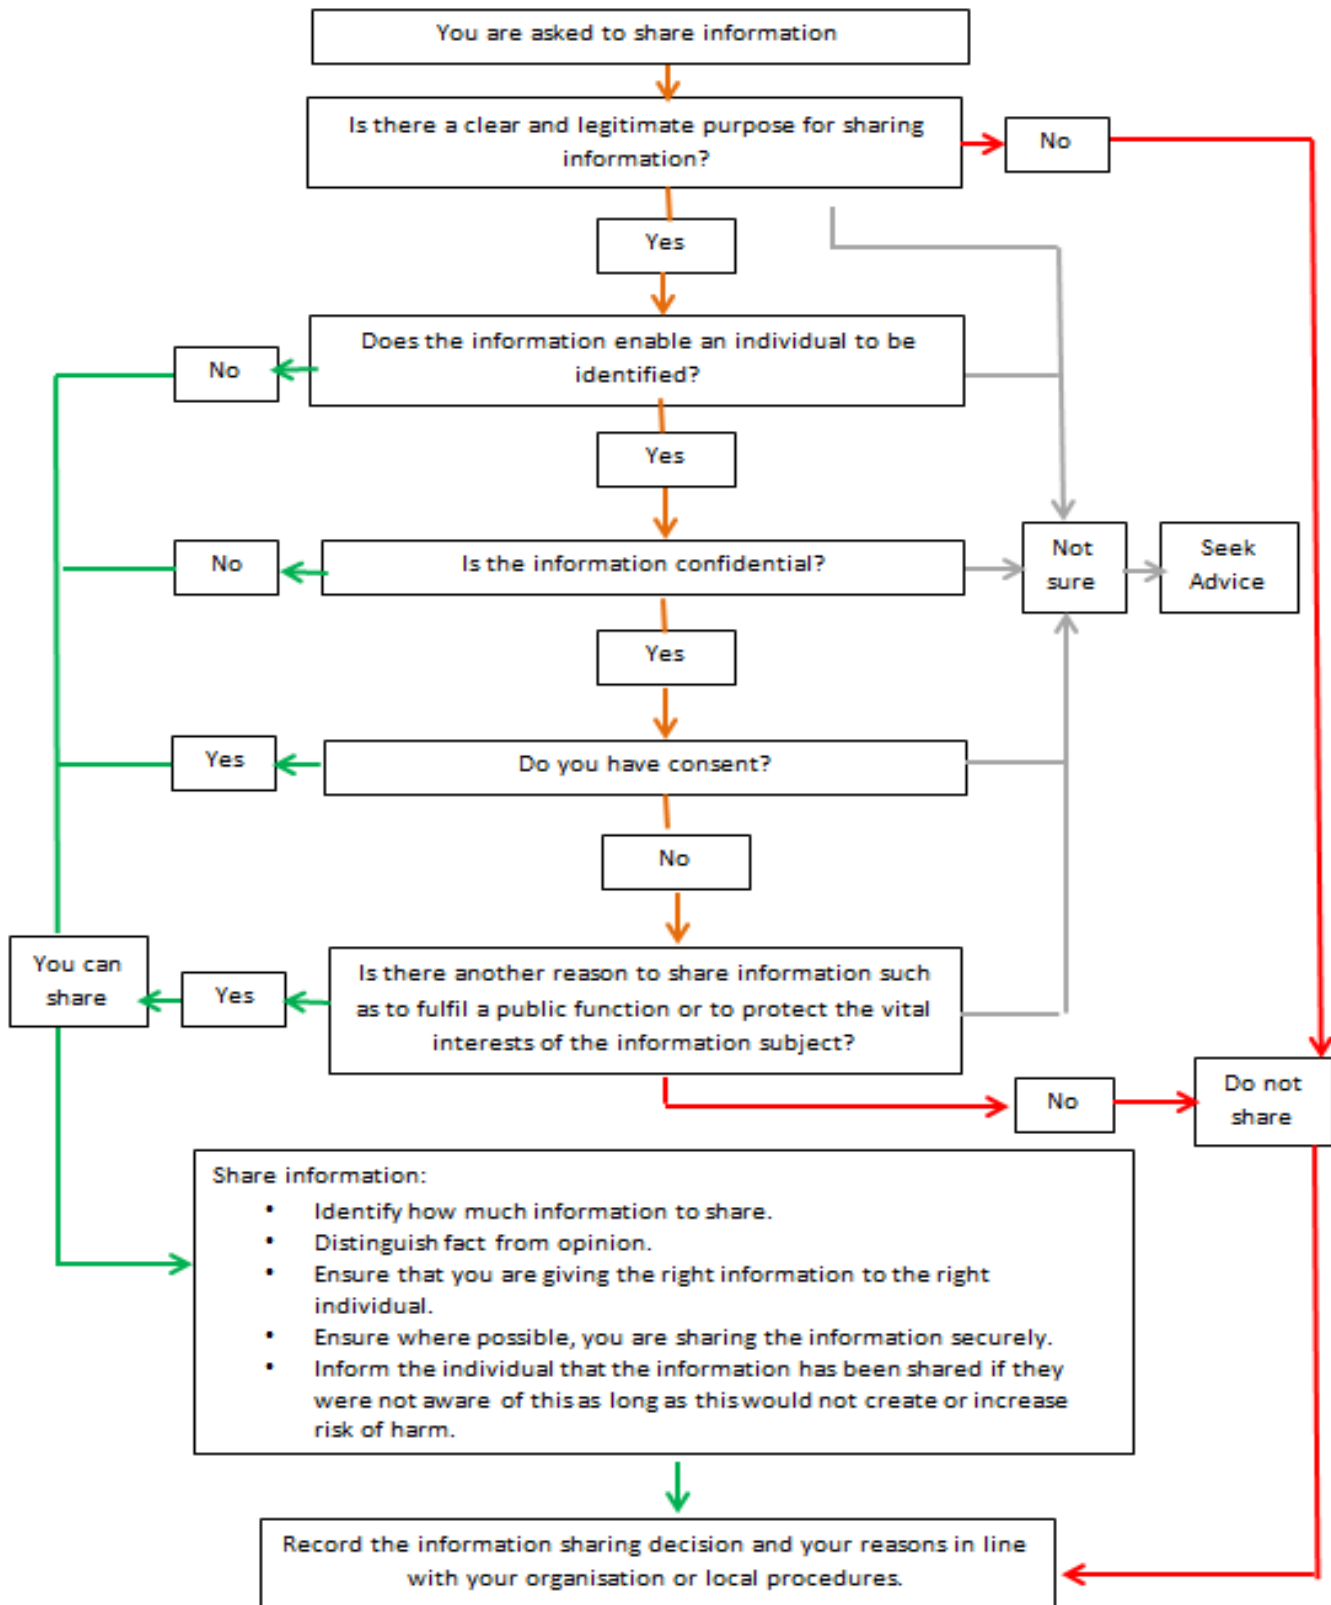 You are asked to share information
Is there a clear and legitimate purpose for sharing
information?
No
Yes
Does the information enable an individual to be
identified?
No
Yes
Is the information confidential?
No
Not
sure
Seek
Advice
Yes
Do you have consent?
Yes
No
Is there another reason to share information such
as to fulfil a public function or to protect the vital
interests of the information subject?
Yes
You can
share
No
Do not
share
Share information:
• Identify how much information to share.
• Distinguish fact from opinion.
• Ensure that you are giving the right information to the right
individual.
• Ensure where possible, you are sharing the information securely.
• Inform the individual that the information has been shared if they
were not aware of this as long as this would not create or increase
risk of harm.
Record the information sharing decision and your reasons in line
with your organisation or local procedures.